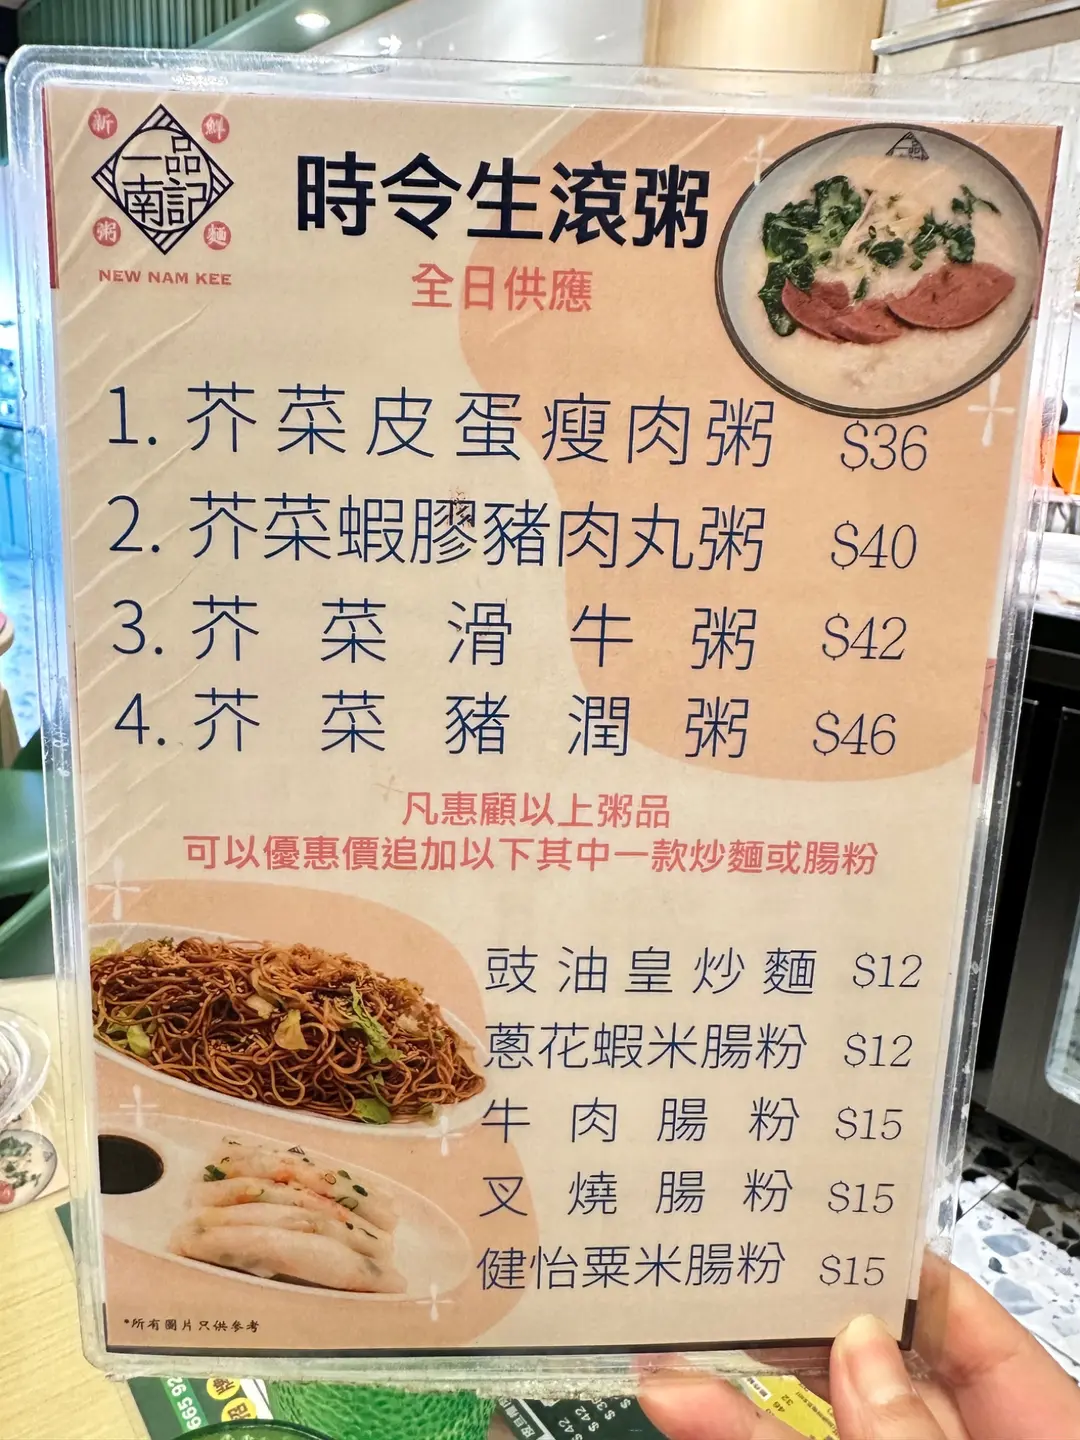 新 鮮
一品
南記
粥 麵
NEW NAM KEE
時令生滾粥
全日供應
1. 芥菜皮蛋瘦肉粥 $36
2. 芥菜蝦膠豬肉丸粥 $40
3. 芥菜滑牛粥 $42
4. 芥菜豬潤粥 $46
凡惠顧以上粥品
可以優惠價追加以下其中一款炒麵或腸粉
豉油皇炒麵 $12
蔥花蝦米腸粉 $12
牛肉腸粉 $15
叉燒腸粉 $15
健怡粟米腸粉 $15
*所有圖片只供參考